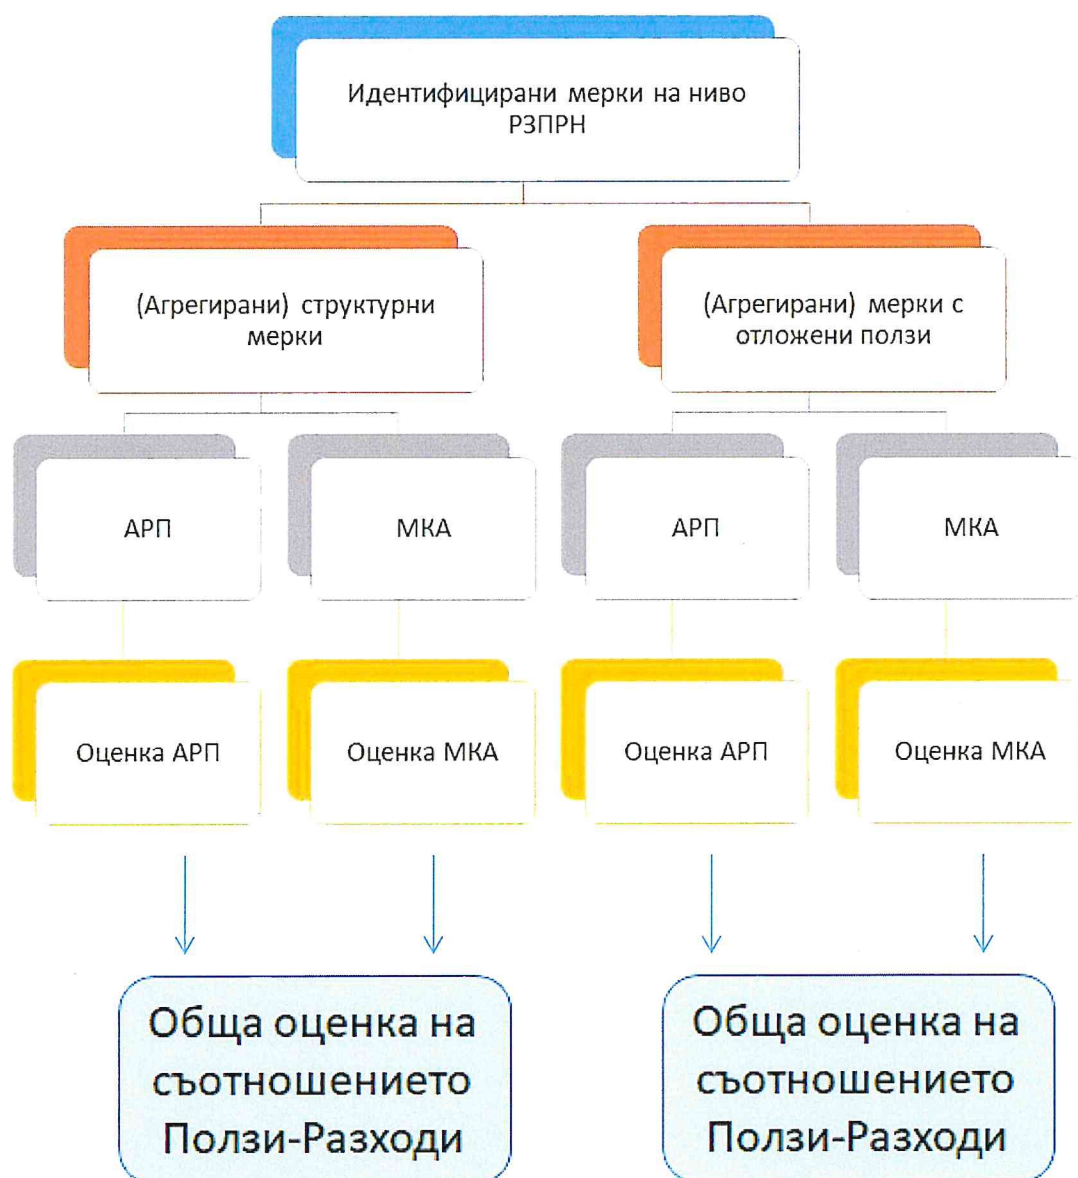 Идентифицирани мерки на ниво
РЗПРН
(Агрегирани) структурни
мерки
(Агрегирани) мерки с
отложени ползи
АРП
МКА
АРП
МКА
Оценка АРП
Оценка МКА
Оценка АРП
Оценка МКА
Обща оценка на
съотношението
Ползи-Разходи
Обща оценка на
съотношението
Ползи-Разходи